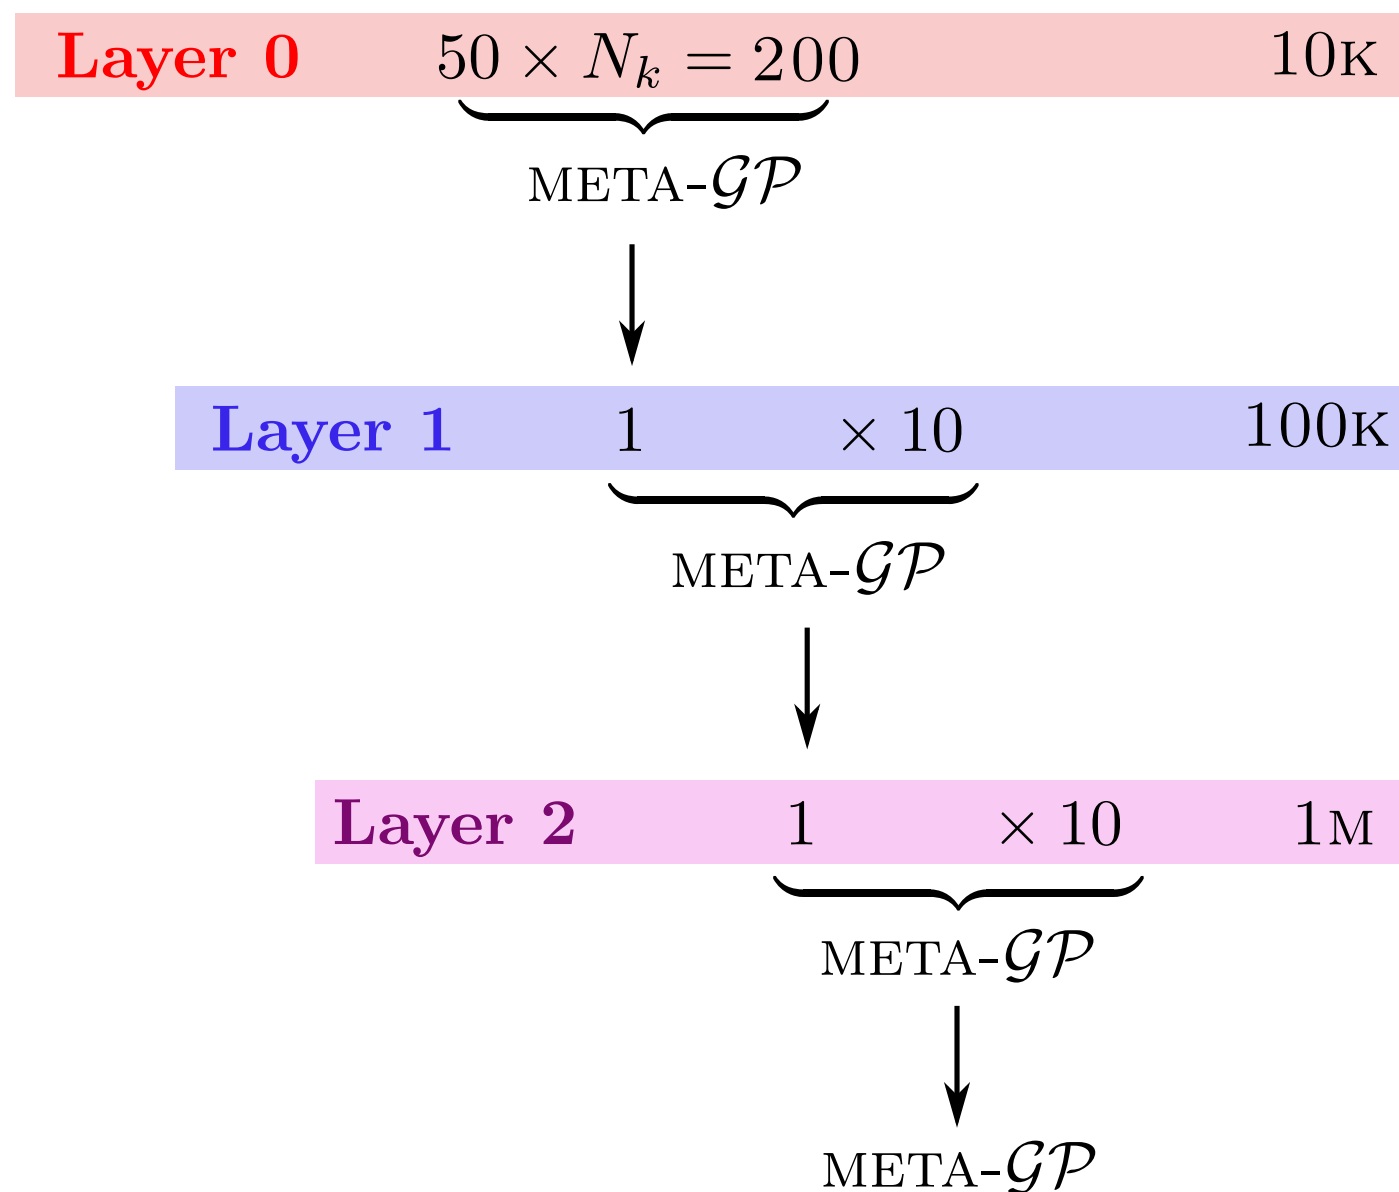 Layer 0 50 × N_k = 200 10K
META-𝒢𝒫
Layer 1 1 × 10 100K
META-𝒢𝒫
Layer 2 1 × 10 1M
META-𝒢𝒫
META-𝒢𝒫